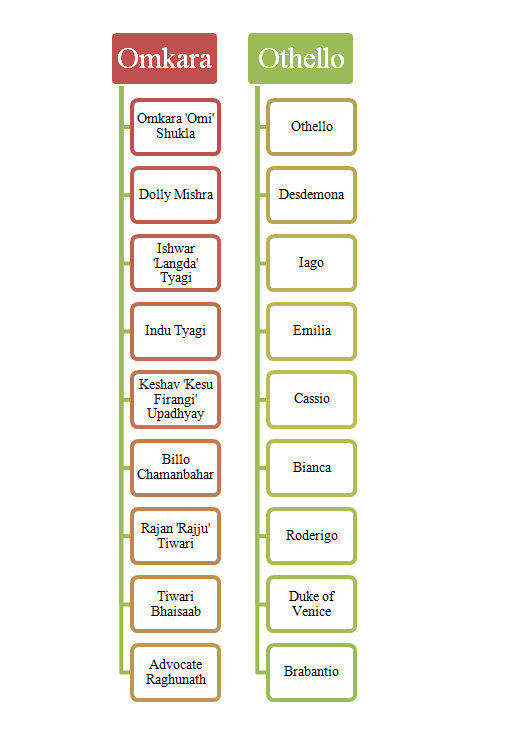 Omkara
Omkara 'Omi'
Shukla
Dolly Mishra
Ishwar
'Langda'
Tyagi
Indu Tyagi
Keshav 'Kesu
Firangi'
Upadhyay
Billo
Chamanbahar
Rajan 'Rajju'
Tiwari
Tiwari
Bhaisaab
Advocate
Raghunath
Othello
Othello
Desdemona
Iago
Emilia
Cassio
Bianca
Roderigo
Duke of
Venice
Brabantio